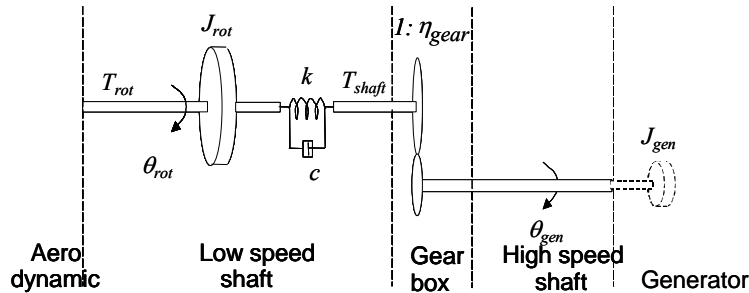 J_rot
1: η_gear
T_rot
k
T_shaft
J_gen
θ_rot
c
θ_gen
Aero
dynamic
Low speed
shaft
Gear
box
High speed
shaft
Generator